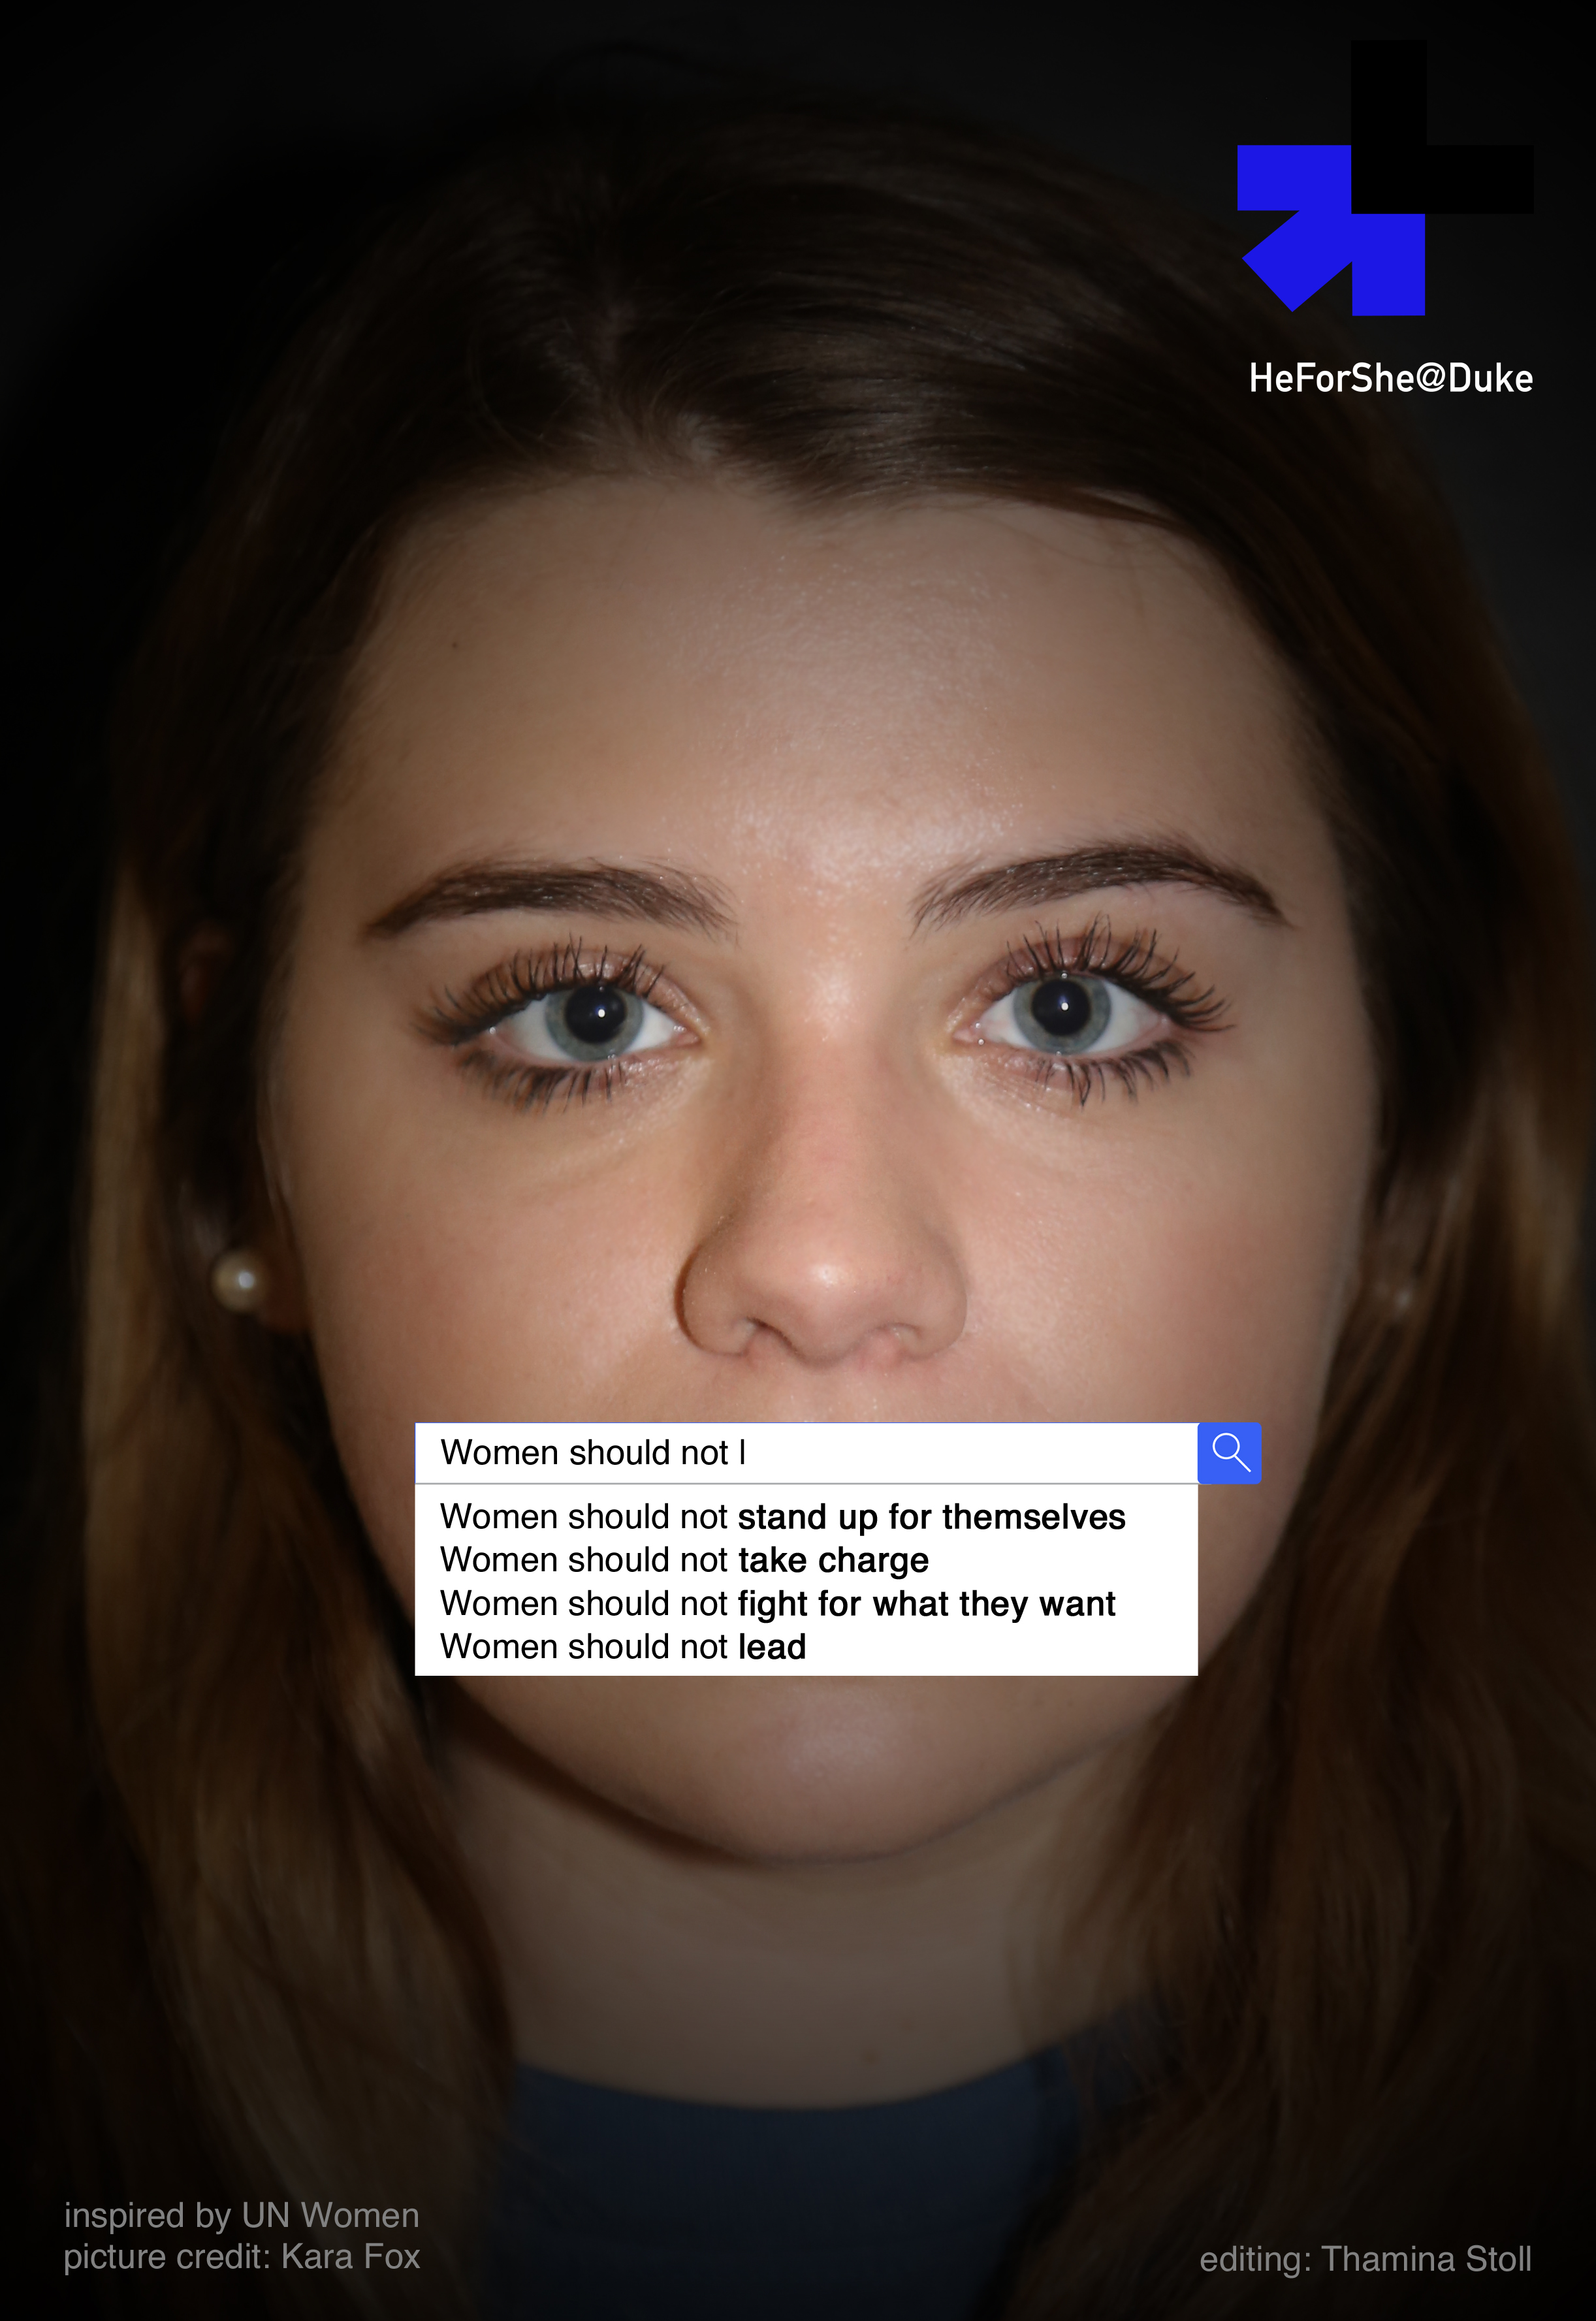 HeForShe@Duke
Women should not
Women should not stand up for themselves
Women should not take charge
Women should not fight for what they want
Women should not lead
inspired by UN Women
picture credit: Kara Fox
editing: Thamina Stoll